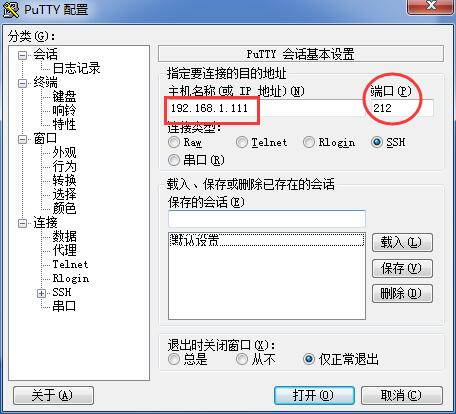 PuTTY 配置
分类(G):
会话
日志记录
终端
键盘
响铃
特性
窗口
外观
行为
转换
选择
颜色
连接
数据
代理
Telnet
Rlogin
SSH
串口
PuTTY 会话基本设置
指定要连接的目的地址
主机名称(或 IP 地址)(N) 端口(P)
192.168.1.111 212
连接类型:
Raw Telnet Rlogin SSH
串口(R)
载入、保存或删除已存在的会话
保存的会话(E)
默认设置
载入(L)
保存(V)
删除(D)
退出时关闭窗口(X):
总是 从不 仅正常退出
关于(A) 打开(O) 取消(C)